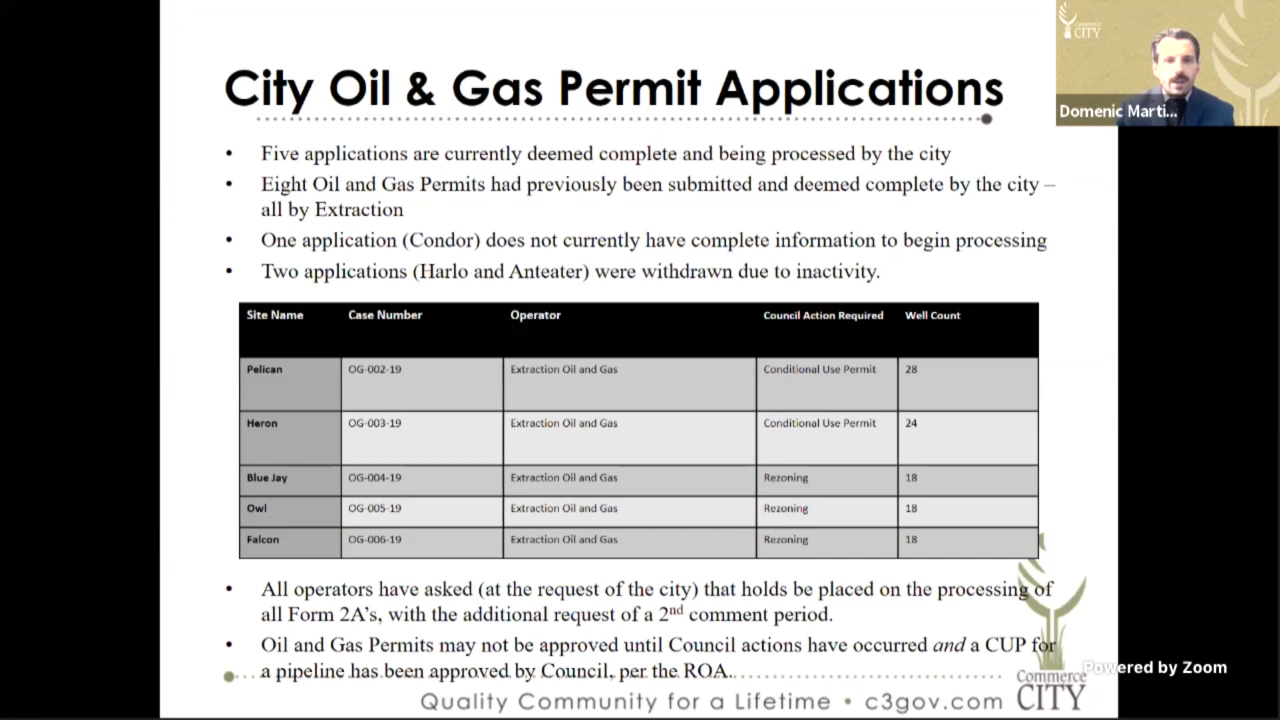 City Oil & Gas Permit Applications
• Five applications are currently deemed complete and being processed by the city
• Eight Oil and Gas Permits had previously been submitted and deemed complete by the city –
all by Extraction
• One application (Condor) does not currently have complete information to begin processing
• Two applications (Harlo and Anteater) were withdrawn due to inactivity.
Site Name Case Number Operator Council Action Required Well Count
Pelican OG-002-19 Extraction Oil and Gas Conditional Use Permit 28
Heron OG-003-19 Extraction Oil and Gas Conditional Use Permit 24
Blue Jay OG-004-19 Extraction Oil and Gas Rezoning 18
Owl OG-005-19 Extraction Oil and Gas Rezoning 18
Falcon OG-006-19 Extraction Oil and Gas Rezoning 18
• All operators have asked (at the request of the city) that holds be placed on the processing of
all Form 2A's, with the additional request of a 2nd comment period.
• Oil and Gas Permits may not be approved until Council actions have occurred and a CUP for
a pipeline has been approved by Council, per the ROA.
Quality Community for a Lifetime • c3gov.com
Commerce
CITY
Commerce
CITY
Domenic Marti...
Powered by Zoom